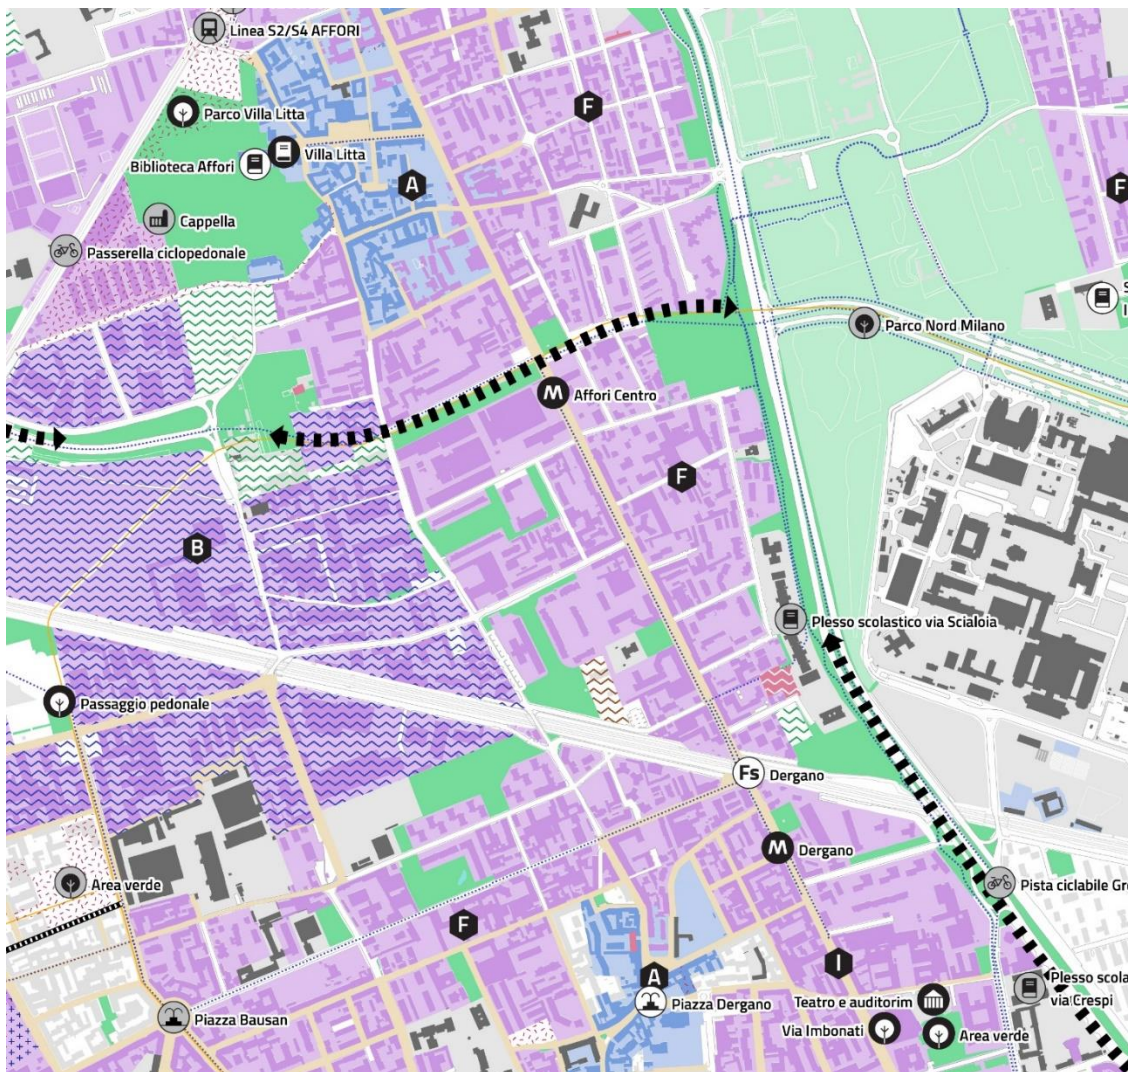 Linea S2/S4 AFFORI
Parco Villa Litta
F
Villa Litta
Biblioteca Affori
A
F
Cappella
Passerella ciclopedonale
S
I
Parco Nord Milano
M Affori Centro
F
B
Plesso scolastico via Scialoia
Passaggio pedonale
Fs Dergano
M Dergano
Area verde
Pista ciclabile Gre
F
I
A
Plesso scola
via Crespi
Piazza Dergano
Teatro e auditorim
Piazza Bausan
Via Imbonati
Area verde